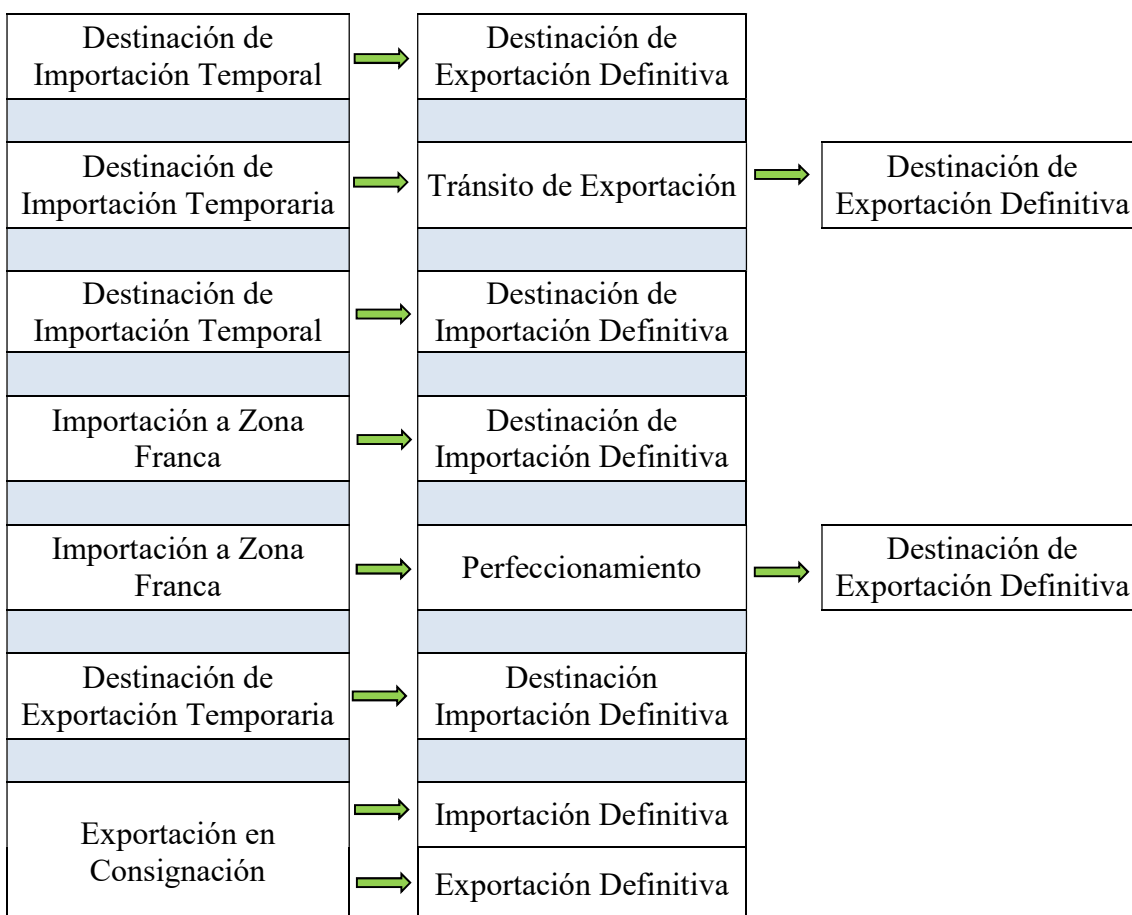 Destinación de
Importación Temporal
Destinación de
Exportación Definitiva
Destinación de
Importación Temporaria
Tránsito de Exportación
Destinación de
Exportación Definitiva
Destinación de
Importación Temporal
Destinación de
Importación Definitiva
Importación a Zona
Franca
Destinación de
Importación Definitiva
Importación a Zona
Franca
Perfeccionamiento
Destinación de
Exportación Definitiva
Destinación de
Exportación Temporaria
Destinación
Importación Definitiva
Exportación en
Consignación
Importación Definitiva
Exportación Definitiva